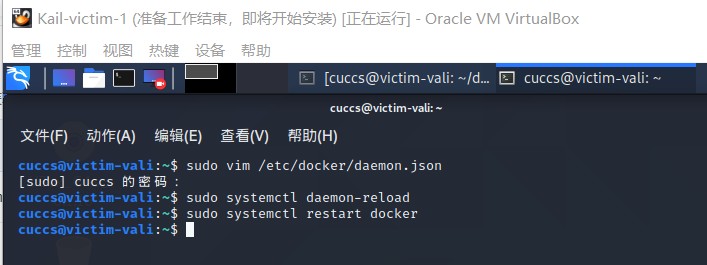 Kail-victim-1 (准备工作结束，即将开始安装) [正在运行] - Oracle VM VirtualBox
管理 控制 视图 热键 设备 帮助
[cuccs@victim-vali: ~/d... cuccs@victim-vali: ~
cuccs@victim-vali: ~
文件(F) 动作(A) 编辑(E) 查看(V) 帮助(H)
cuccs@victim-vali:~$ sudo vim /etc/docker/daemon.json
[sudo] cuccs 的密码：
cuccs@victim-vali:~$ sudo systemctl daemon-reload
cuccs@victim-vali:~$ sudo systemctl restart docker
cuccs@victim-vali:~$